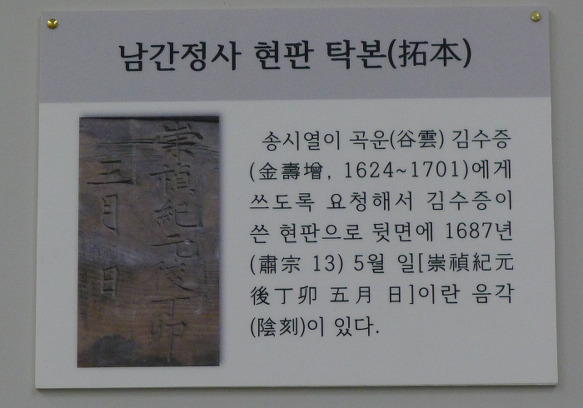 남간정사 현판 탁본(拓本)
崇禎紀元後丁卯
五月 日
송시열이 곡운(谷雲) 김수증
(金壽增, 1624~1701)에게
쓰도록 요청해서 김수증이
쓴 현판으로 뒷면에 1687년
(肅宗 13) 5월 일[崇禎紀元
後丁卯 五月 日]이란 음각
(陰刻)이 있다.